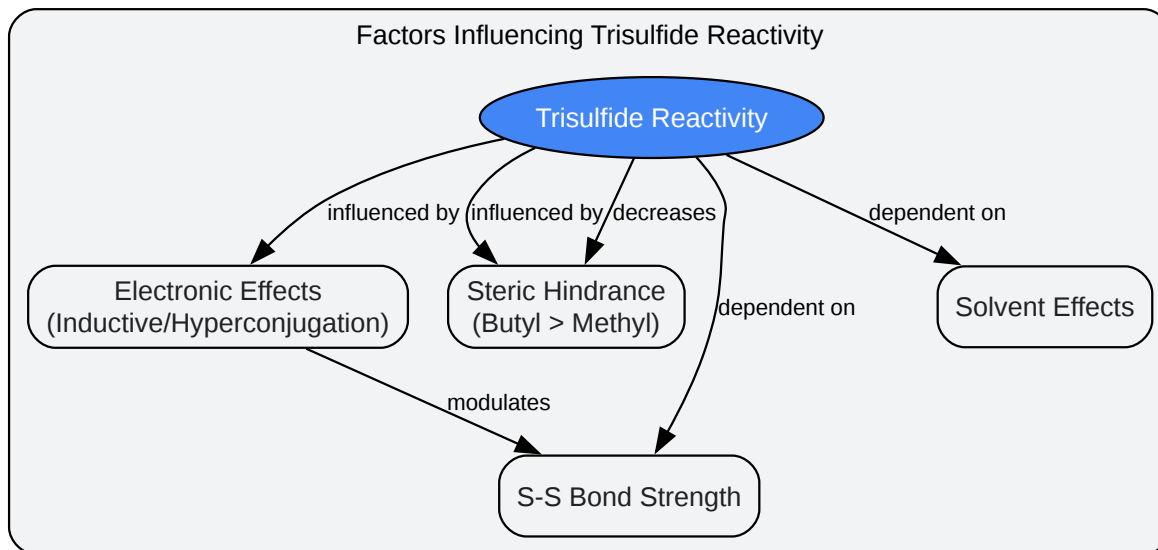 Factors Influencing Trisulfide Reactivity
Trisulfide Reactivity
influenced by
influenced by
decreases
dependent on
Electronic Effects
(Inductive/Hyperconjugation)
Steric Hindrance
(Butyl > Methyl)
Solvent Effects
dependent on
modulates
S-S Bond Strength